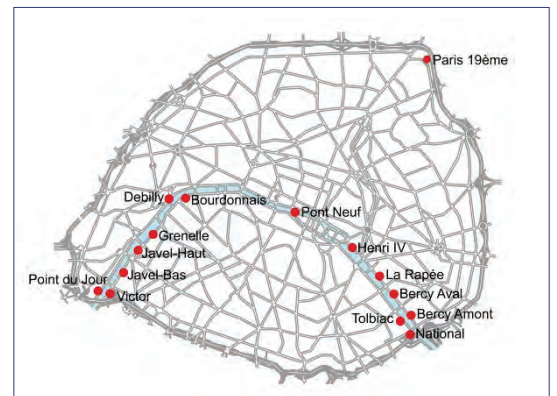 Paris 19ème
Debilly
Bourdonnais
Pont Neuf
Grenelle
Javel-Haut
Henri IV
Point du Jour
Javel-Bas
La Rapée
Victor
Bercy Aval
Tolbiac
Bercy Amont
National